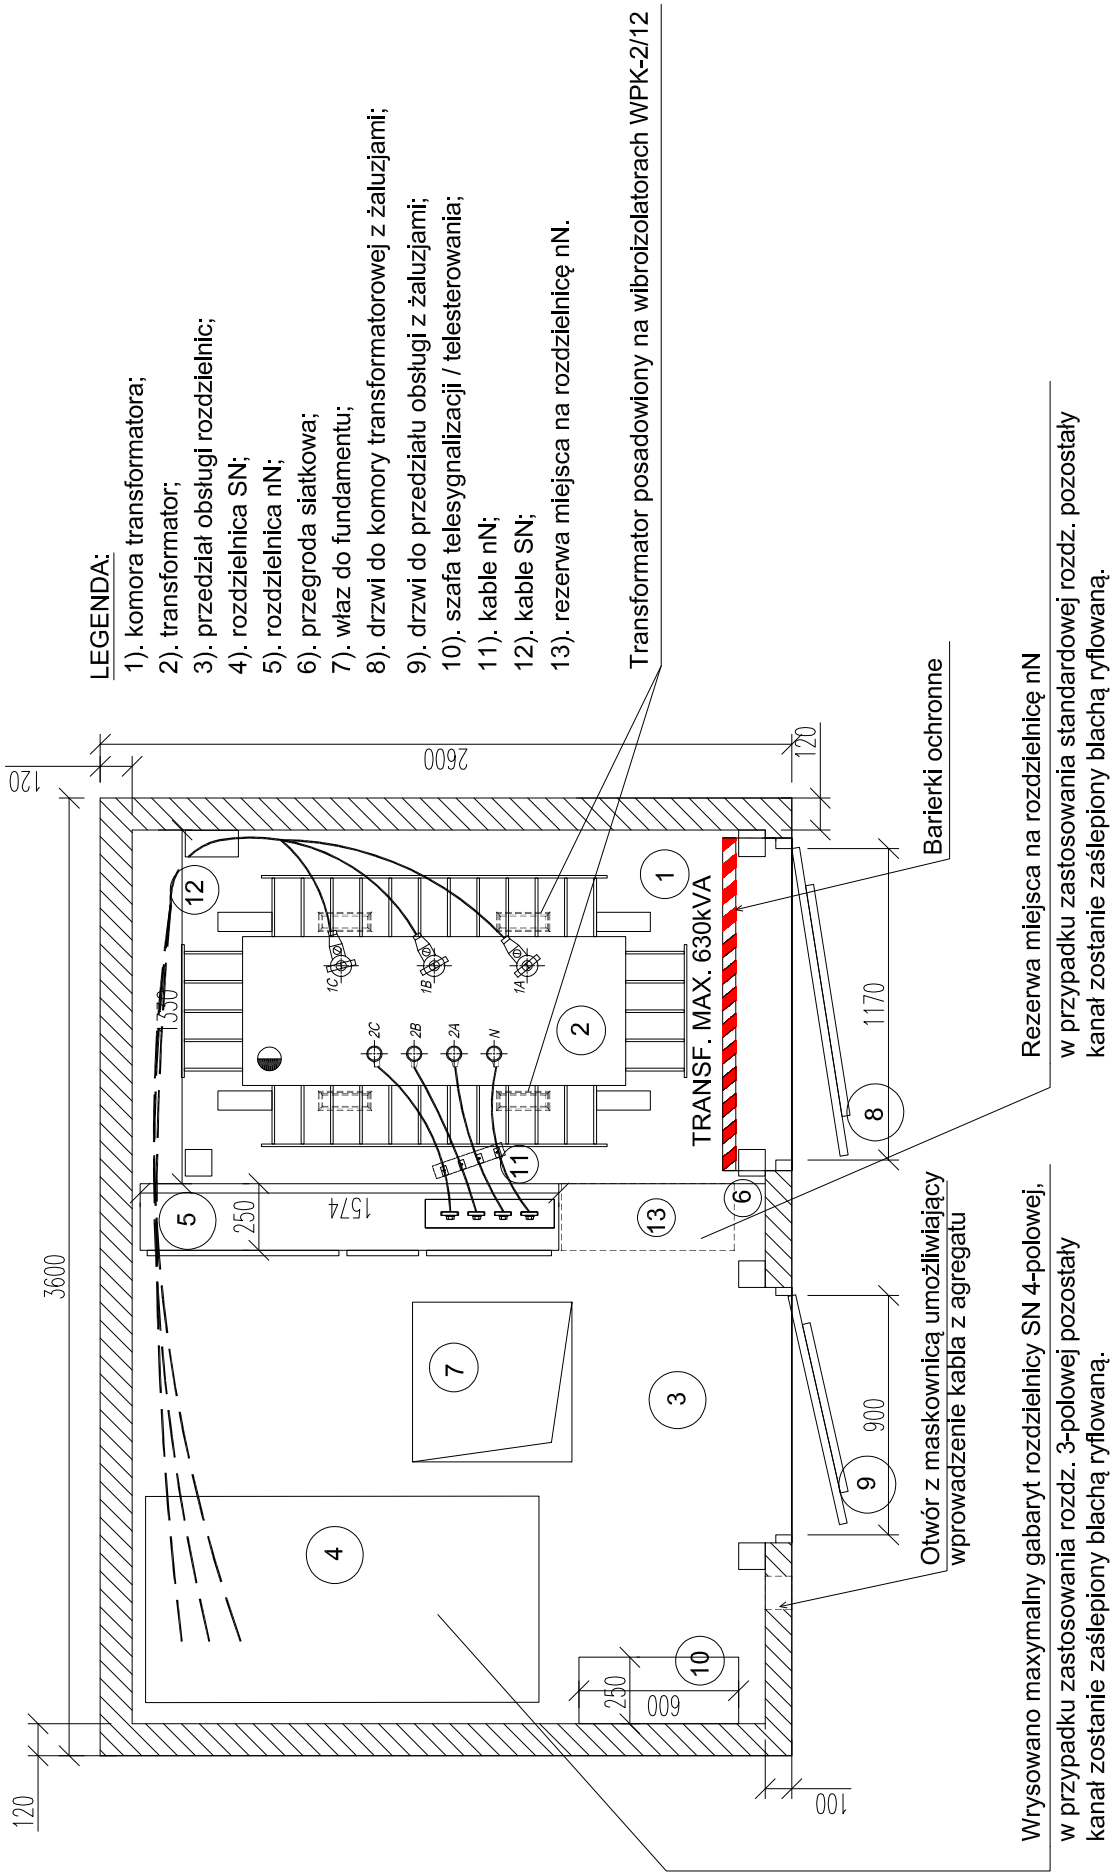 LEGENDA:
1). komora transformatora;
2). transformator;
3). przedział obsługi rozdzielnic;
4). rozdzielnica SN;
5). rozdzielnica nN;
6). przegroda siatkowa;
7). właz do fundamentu;
8). drzwi do komory transformatorowej z żaluzjami;
9). drzwi do przedziału obsługi z żaluzjami;
10). szafa telesygnalizacji / telesterowania;
11). kable nN;
12). kable SN;
13). rezerwa miejsca na rozdzielnicę nN.
Transformator posadowiony na wibroizolatorach WPK-2/12
120
3600
120
2600
120
12
1330
1
1C
1B
1A
2C
2B
2A
N
2
TRANSF. MAX. 630kVA
11
5
250
1574
13
6
7
3
4
10
250
600
100
1170
8
900
9
Barierki ochronne
Otwór z maskownicą umożliwiający
wprowadzenie kabla z agregatu
Rezerwa miejsca na rozdzielnicę nN
w przypadku zastosowania standardowej rozdz. pozostały
kanał zostanie zaślepiony blachą ryflowaną.
Wrysowano maxymalny gabaryt rozdzielnicy SN 4-polowej,
w przypadku zastosowania rozdz. 3-polowej pozostały
kanał zostanie zaślepiony blachą ryflowaną.